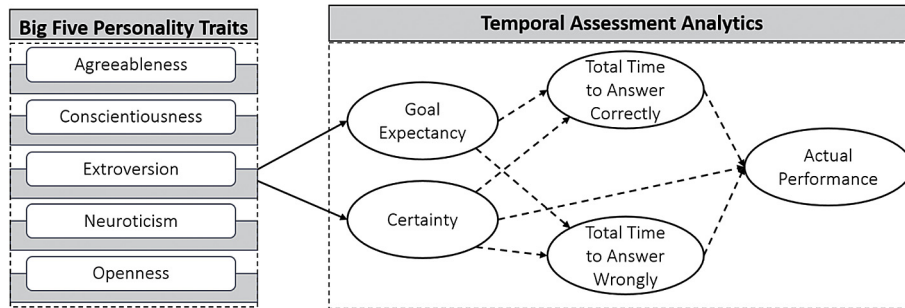 Big Five Personality Traits
Agreeableness
Conscientiousness
Extroversion
Neuroticism
Openness
Temporal Assessment Analytics
Goal
Expectancy
Certainty
Total Time
to Answer
Correctly
Total Time
to Answer
Wrongly
Actual
Performance